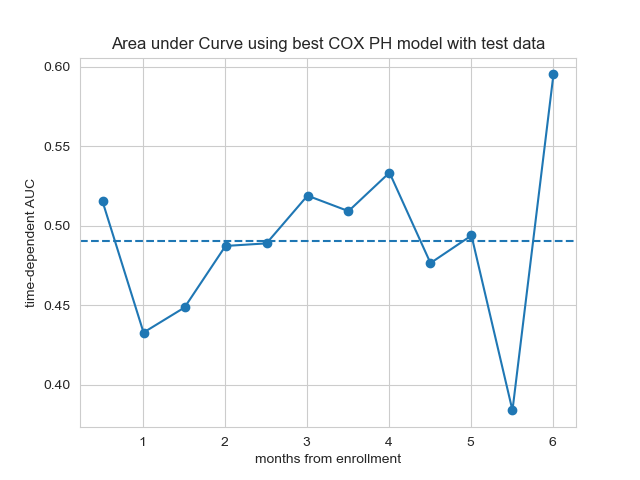 Area under Curve using best COX PH model with test data
0.60
0.55
0.50
0.45
0.40
time-dependent AUC
1 2 3 4 5 6
months from enrollment